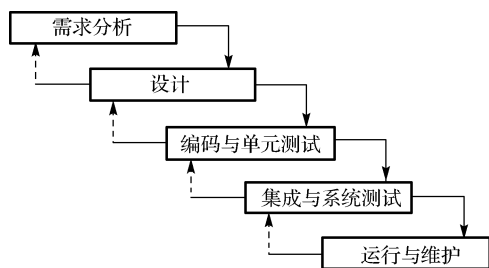 需求分析
设计
编码与单元测试
集成与系统测试
运行与维护